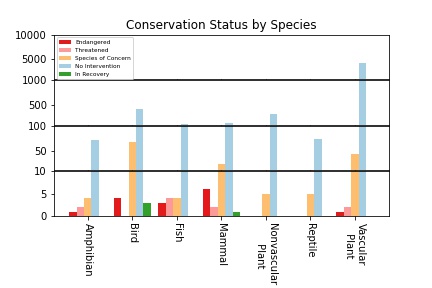 Conservation Status by Species
Endangered
Threatened
Species of Concern
No Intervention
In Recovery
10000
5000
1000
500
100
50
10
5
0
Amphibian
Bird
Fish
Mammal
Nonvascular
Plant
Reptile
Vascular
Plant